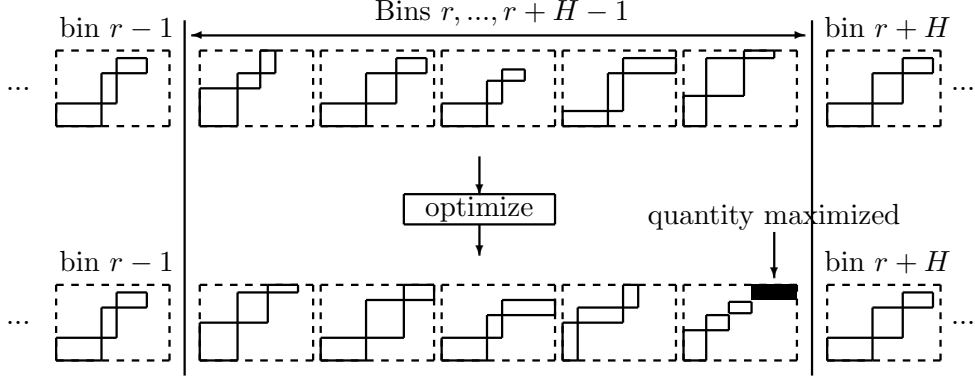 Bins r, ..., r + H − 1
bin r − 1
bin r + H
...
...
optimize
quantity maximized
bin r − 1
bin r + H
...
...